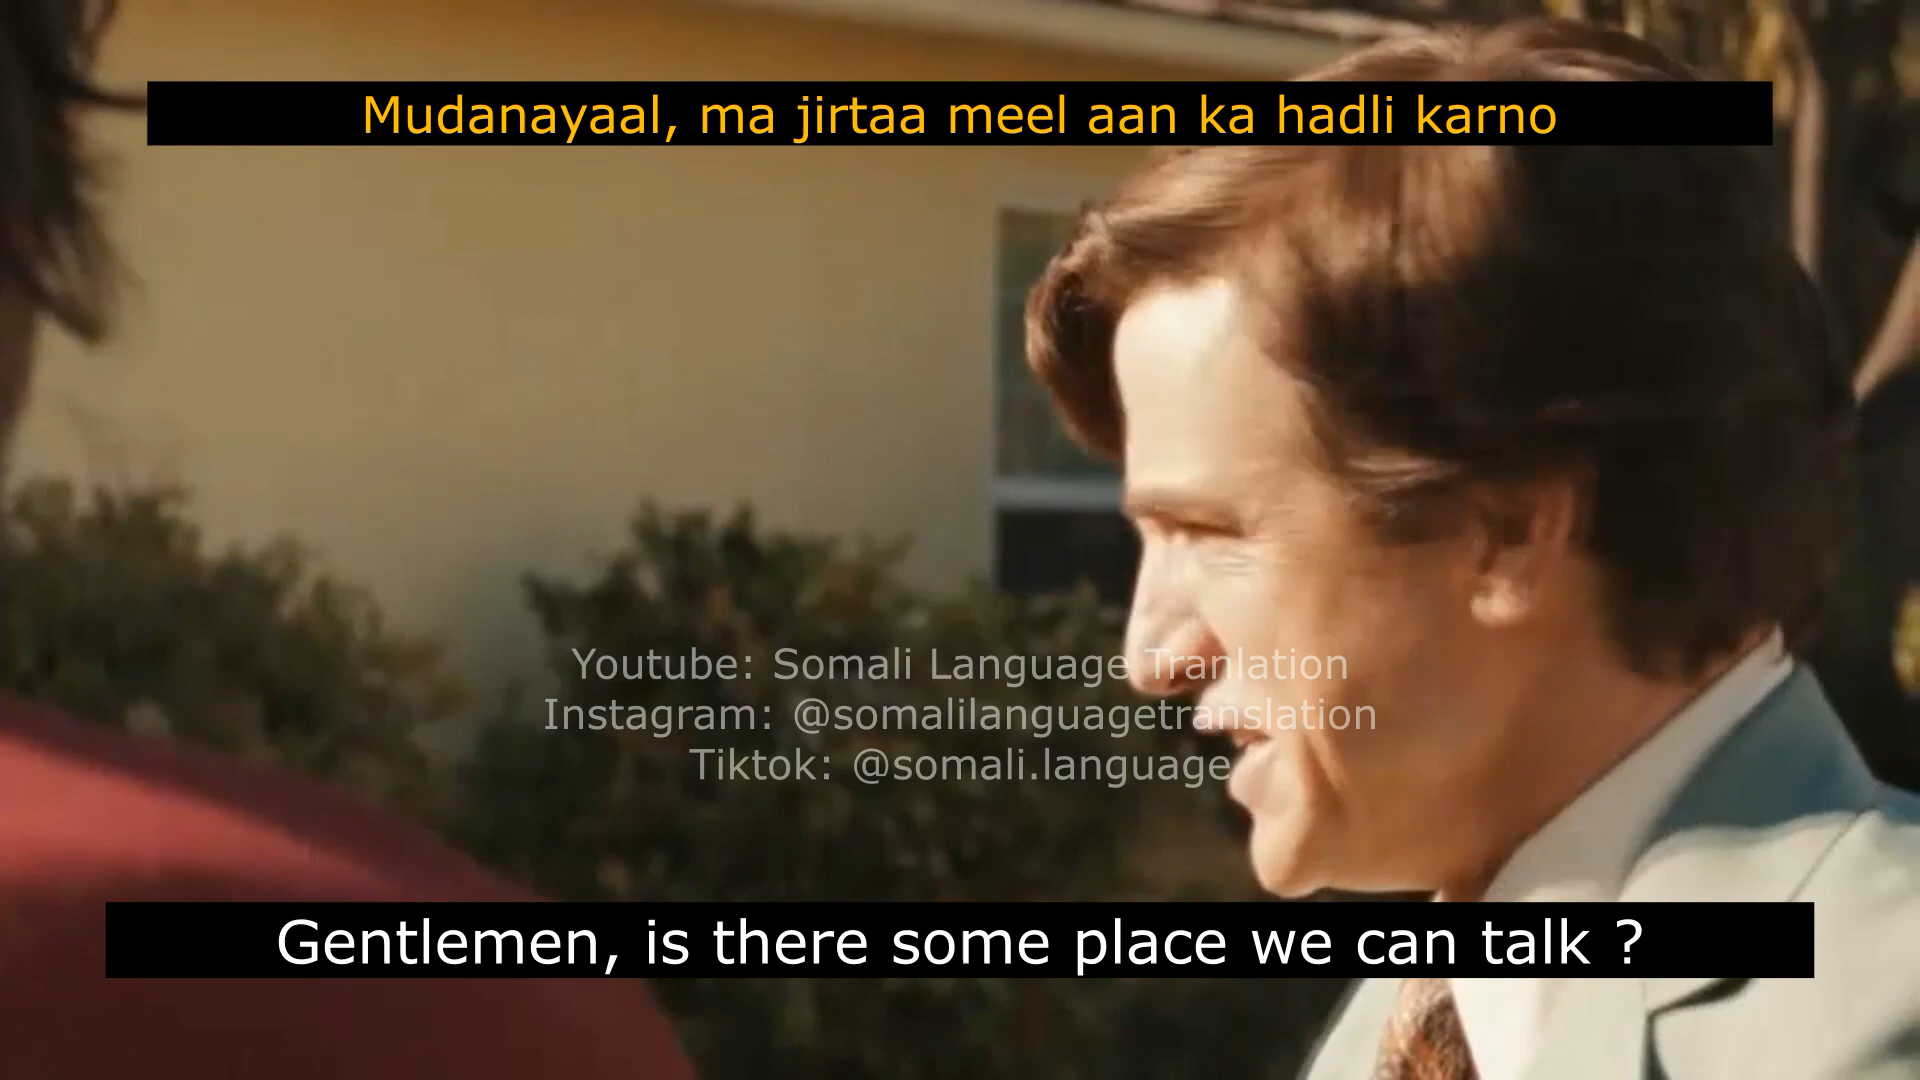 Mudanayaal, ma jirtaa meel aan ka hadli karno
Youtube: Somali Language Tranlation
Instagram: @somalilanguagetranslation
Tiktok: @somali.language
Gentlemen, is there some place we can talk ?